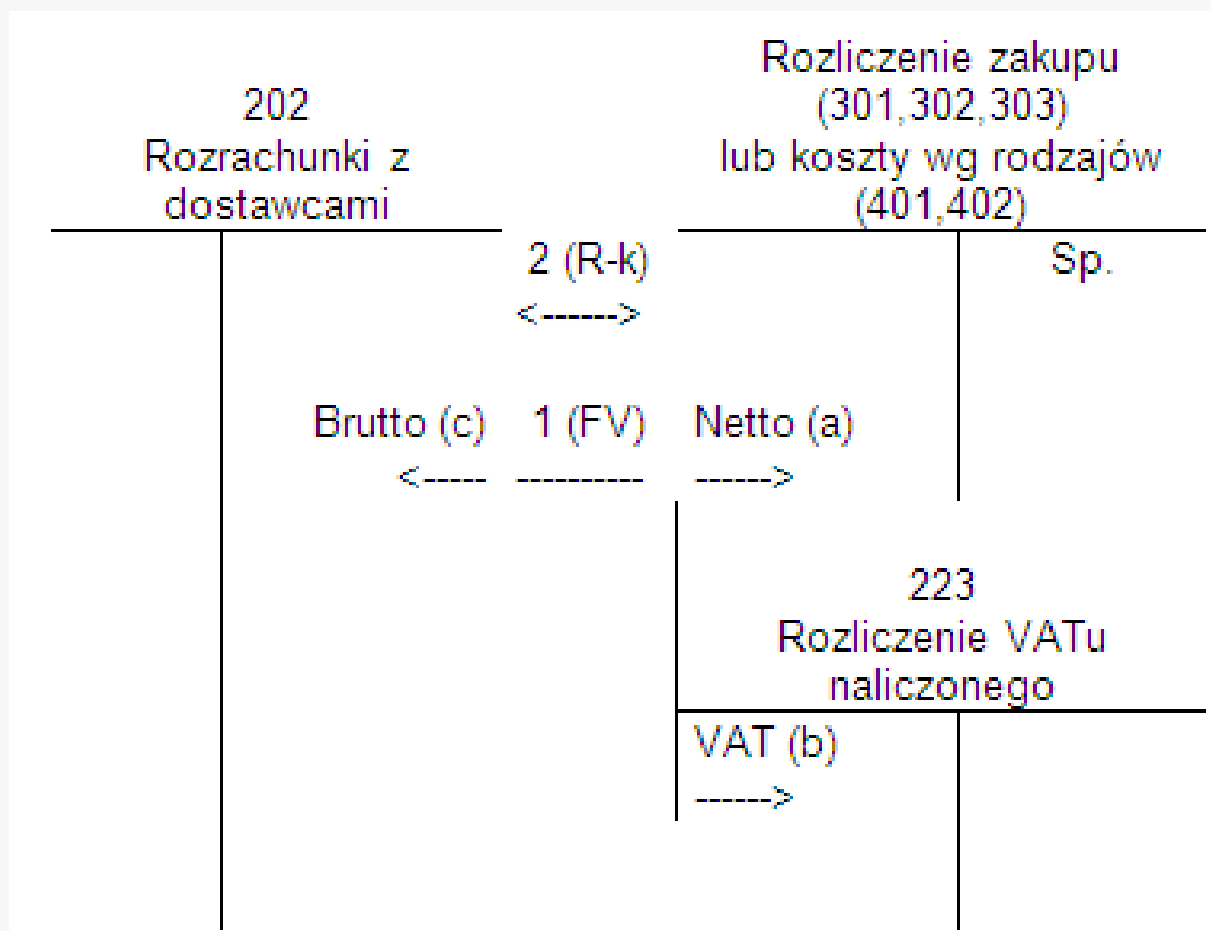 202
Rozrachunki z
dostawcami
Rozliczenie zakupu
(301,302,303)
lub koszty wg rodzajów
(401,402)
2 (R-k)
<------>
Sp.
Brutto (c) 1 (FV) Netto (a)
<----- ---------- ------>
223
Rozliczenie VATu
naliczonego
VAT (b)
------>